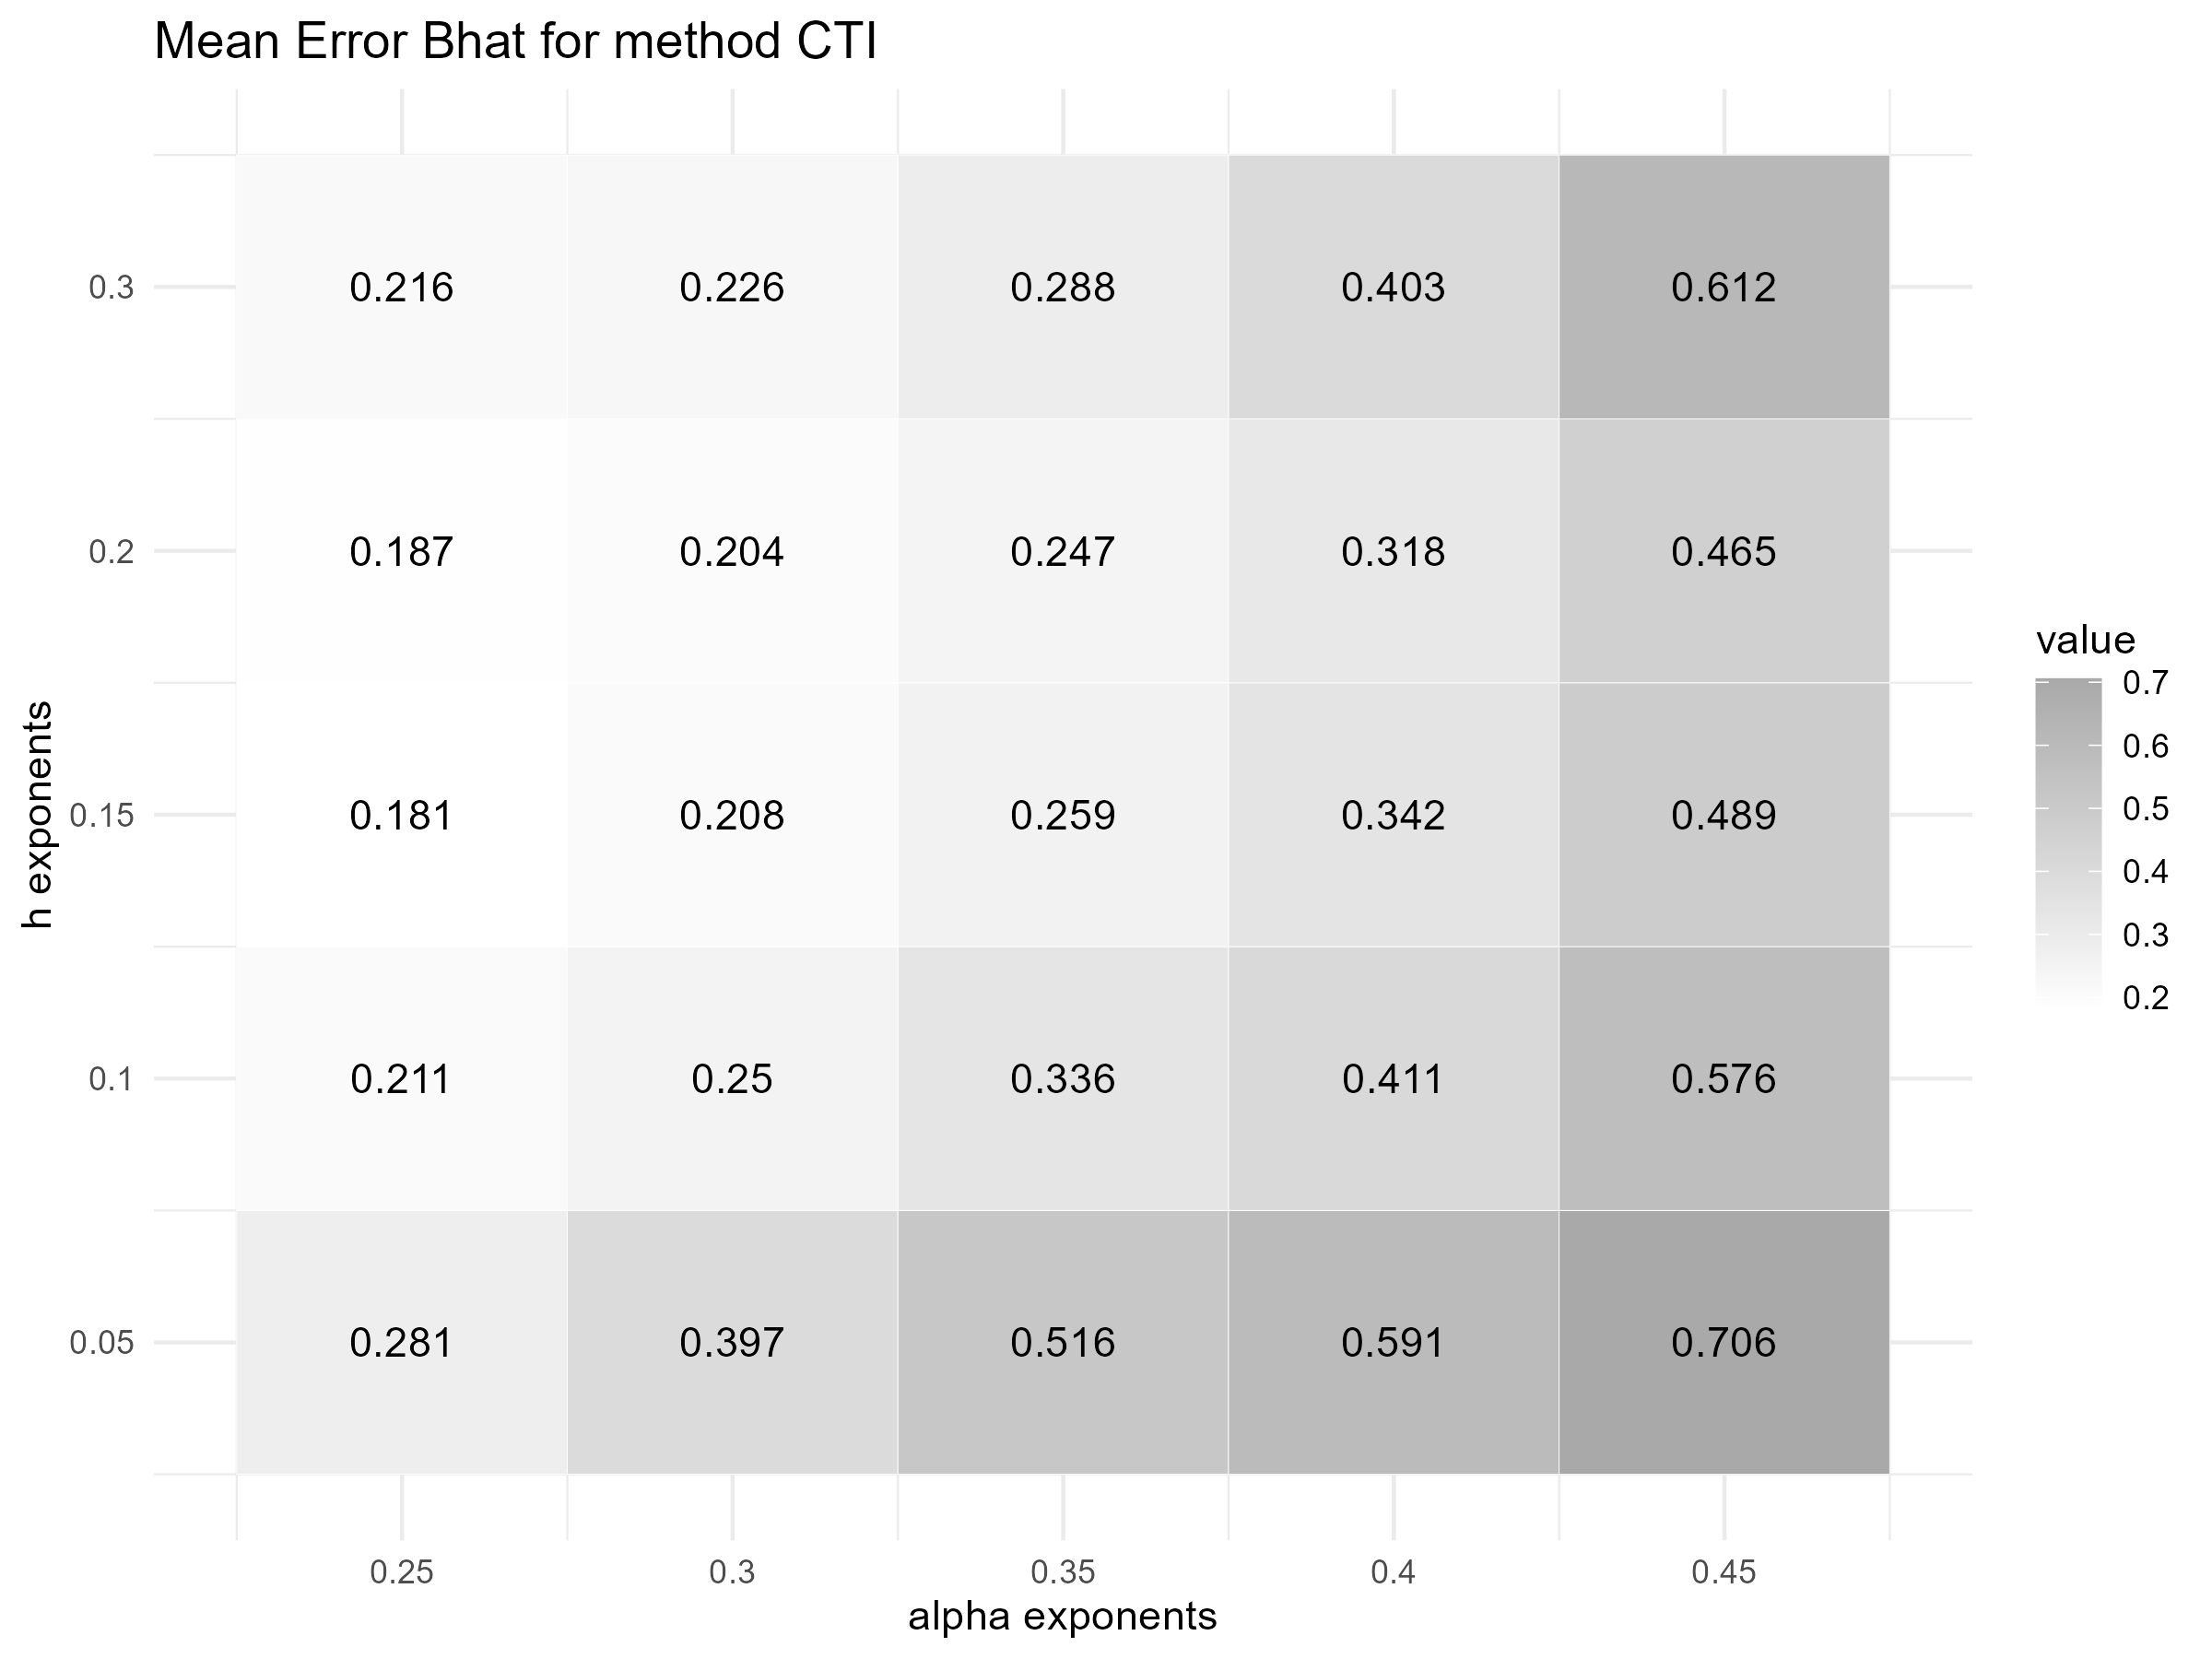 Mean Error Bhat for method CTI
h exponents
0.3 0.216 0.226 0.288 0.403 0.612
0.2 0.187 0.204 0.247 0.318 0.465
0.15 0.181 0.208 0.259 0.342 0.489
0.1 0.211 0.25 0.336 0.411 0.576
0.05 0.281 0.397 0.516 0.591 0.706
0.25 0.3 0.35 0.4 0.45
alpha exponents
value
0.7
0.6
0.5
0.4
0.3
0.2